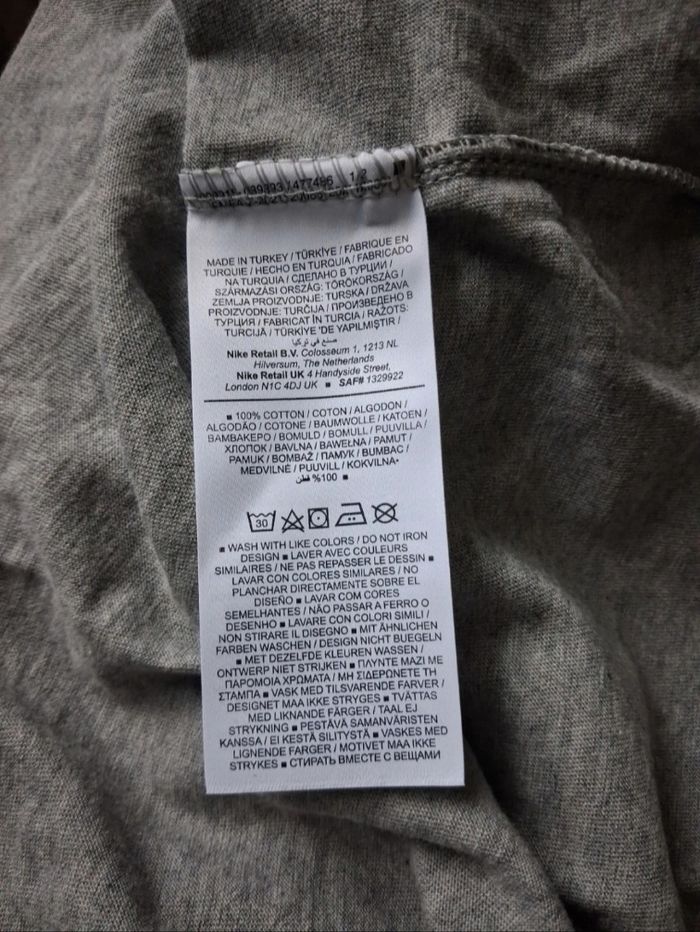 477466 1/2
MADE IN TURKEY / TÜRKİYE / FABRIQUE EN
TURQUIE / HECHO EN TURQUIA / FABRICADO
NA TURQUIA / СДЕЛАНО В ТУРЦИИ /
SZÁRMAZÁSI ORSZÁG: TÖRÖKORSZÁG /
ZEMLJA PROIZVODNJE: TURSKA / DRŽAVA
PROIZVODNJE: TURČIJA / ПРОИЗВЕДЕНО В
ТУРЦИЯ / FABRICAT ÎN TURCIA / RAŽOTS:
TURCIJĀ / TÜRKİYE 'DE YAPILMIŞTIR /
صنع في تركيا
Nike Retail B.V. Colosseum 1, 1213 NL
Hilversum, The Netherlands
Nike Retail UK 4 Handyside Street,
London N1C 4DJ UK ■ SAF# 1329922
■ 100% COTTON / COTON / ALGODON /
ALGODÃO / COTONE / BAUMWOLLE / KATOEN /
ΒΑΜΒΑΚΕΡΟ / BOMULD / BOMULL / PUUVILLA /
ХЛОПОК / BAVLNA / BAWEŁNA / PAMUT /
PAMUK / BOMBAŽ / ПАМУК / BUMBAC /
MEDVILNĖ / PUUVILL / KOKVILNA
%100 قطن ■
30
■ WASH WITH LIKE COLORS / DO NOT IRON
DESIGN ■ LAVER AVEC COULEURS
SIMILAIRES / NE PAS REPASSER LE DESSIN ■
LAVAR CON COLORES SIMILARES / NO
PLANCHAR DIRECTAMENTE SOBRE EL
DISEÑO ■ LAVAR COM CORES
SEMELHANTES / NÃO PASSAR A FERRO O
DESENHO ■ LAVARE CON COLORI SIMILI /
NON STIRARE IL DISEGNO ■ MIT ÄHNLICHEN
FARBEN WASCHEN / DESIGN NICHT BUEGELN
■ MET DEZELFDE KLEUREN WASSEN /
ONTWERP NIET STRIJKEN ■ ΠΛΥΝΤΕ ΜΑΖΙ ΜΕ
ΠΑΡΟΜΟΙΑ ΧΡΩΜΑΤΑ / ΜΗ ΣΙΔΕΡΩΝΕΤΕ ΤΗ
ΣΤΑΜΠΑ ■ VASK MED TILSVARENDE FARVER /
DESIGNET MAA IKKE STRYGES ■ TVÄTTAS
MED LIKNANDE FÄRGER / TAAL EJ
STRYKNING ■ PESTÄVÄ SAMANVÄRISTEN
KANSSA / EI KESTÄ SILITYSTÄ ■ VASKES MED
LIGNENDE FARGER / MOTIVET MAA IKKE
STRYKES ■ СТИРАТЬ ВМЕСТЕ С ВЕЩАМИ